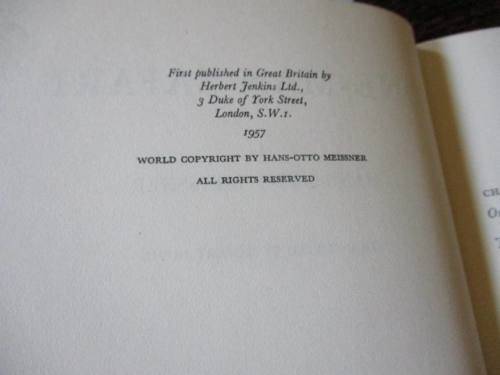 First published in Great Britain by
Herbert Jenkins Ltd.,
3 Duke of York Street,
London, S.W.1.
1957
WORLD COPYRIGHT BY HANS-OTTO MEISSNER
ALL RIGHTS RESERVED